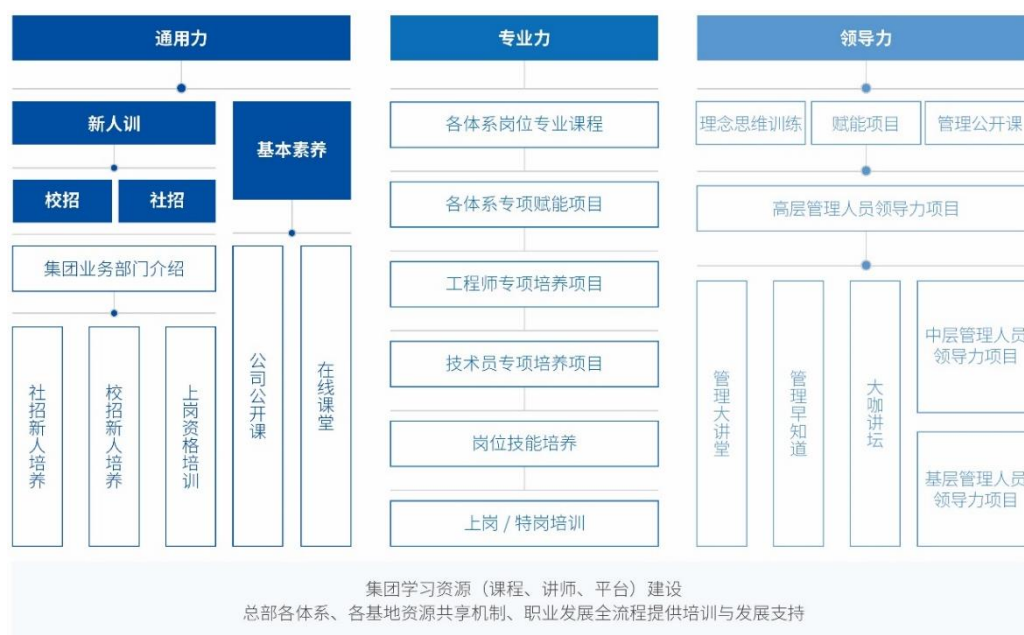 通用力
新人训
基本素养
校招
社招
集团业务部门介绍
社招新人培养
校招新人培养
上岗资格培训
公司公开课
在线课堂
专业力
各体系岗位专业课程
各体系专项赋能项目
工程师专项培养项目
技术员专项培养项目
岗位技能培养
上岗 / 特岗培训
领导力
理念思维训练
赋能项目
管理公开课
高层管理人员领导力项目
管理大讲堂
管理早知道
大咖讲坛
中层管理人员
领导力项目
基层管理人员
领导力项目
集团学习资源（课程、讲师、平台）建设
总部各体系、各基地资源共享机制、职业发展全流程提供培训与发展支持